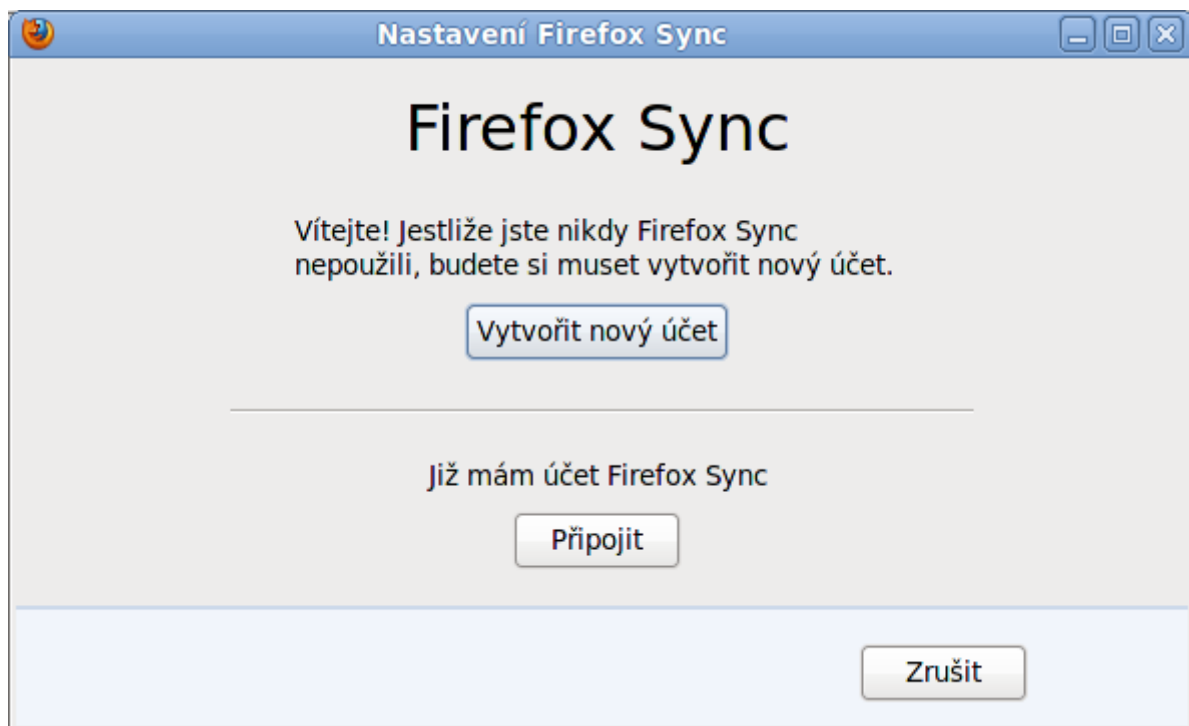 Nastavení Firefox Sync
Firefox Sync
Vítejte! Jestliže jste nikdy Firefox Sync
nepoužili, budete si muset vytvořit nový účet.
Vytvořit nový účet
Již mám účet Firefox Sync
Připojit
Zrušit